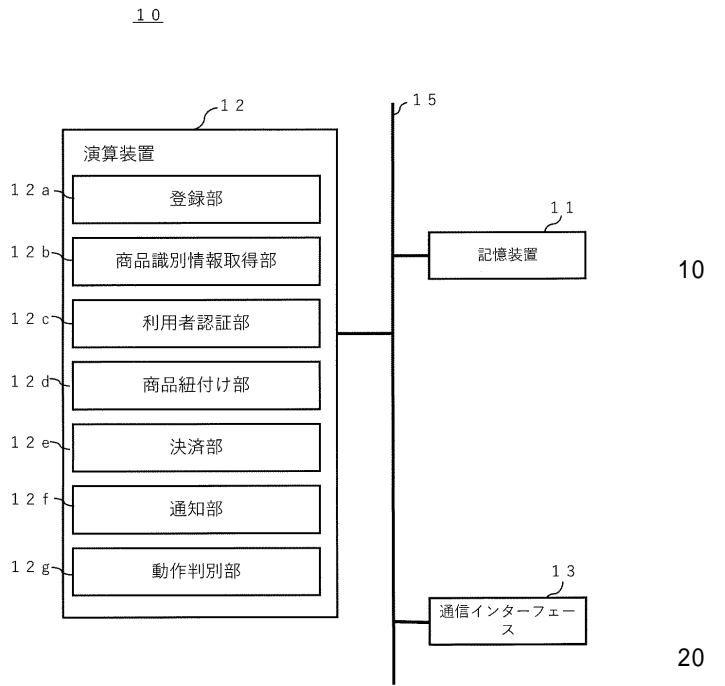 １０
１２
１５
演算装置
１２ａ
登録部
１１
１２ｂ
商品識別情報取得部
記憶装置
10
１２ｃ
利用者認証部
１２ｄ
商品紐付け部
１２ｅ
決済部
１２ｆ
通知部
１２ｇ
動作判別部
１３
通信インターフェー
ス
20